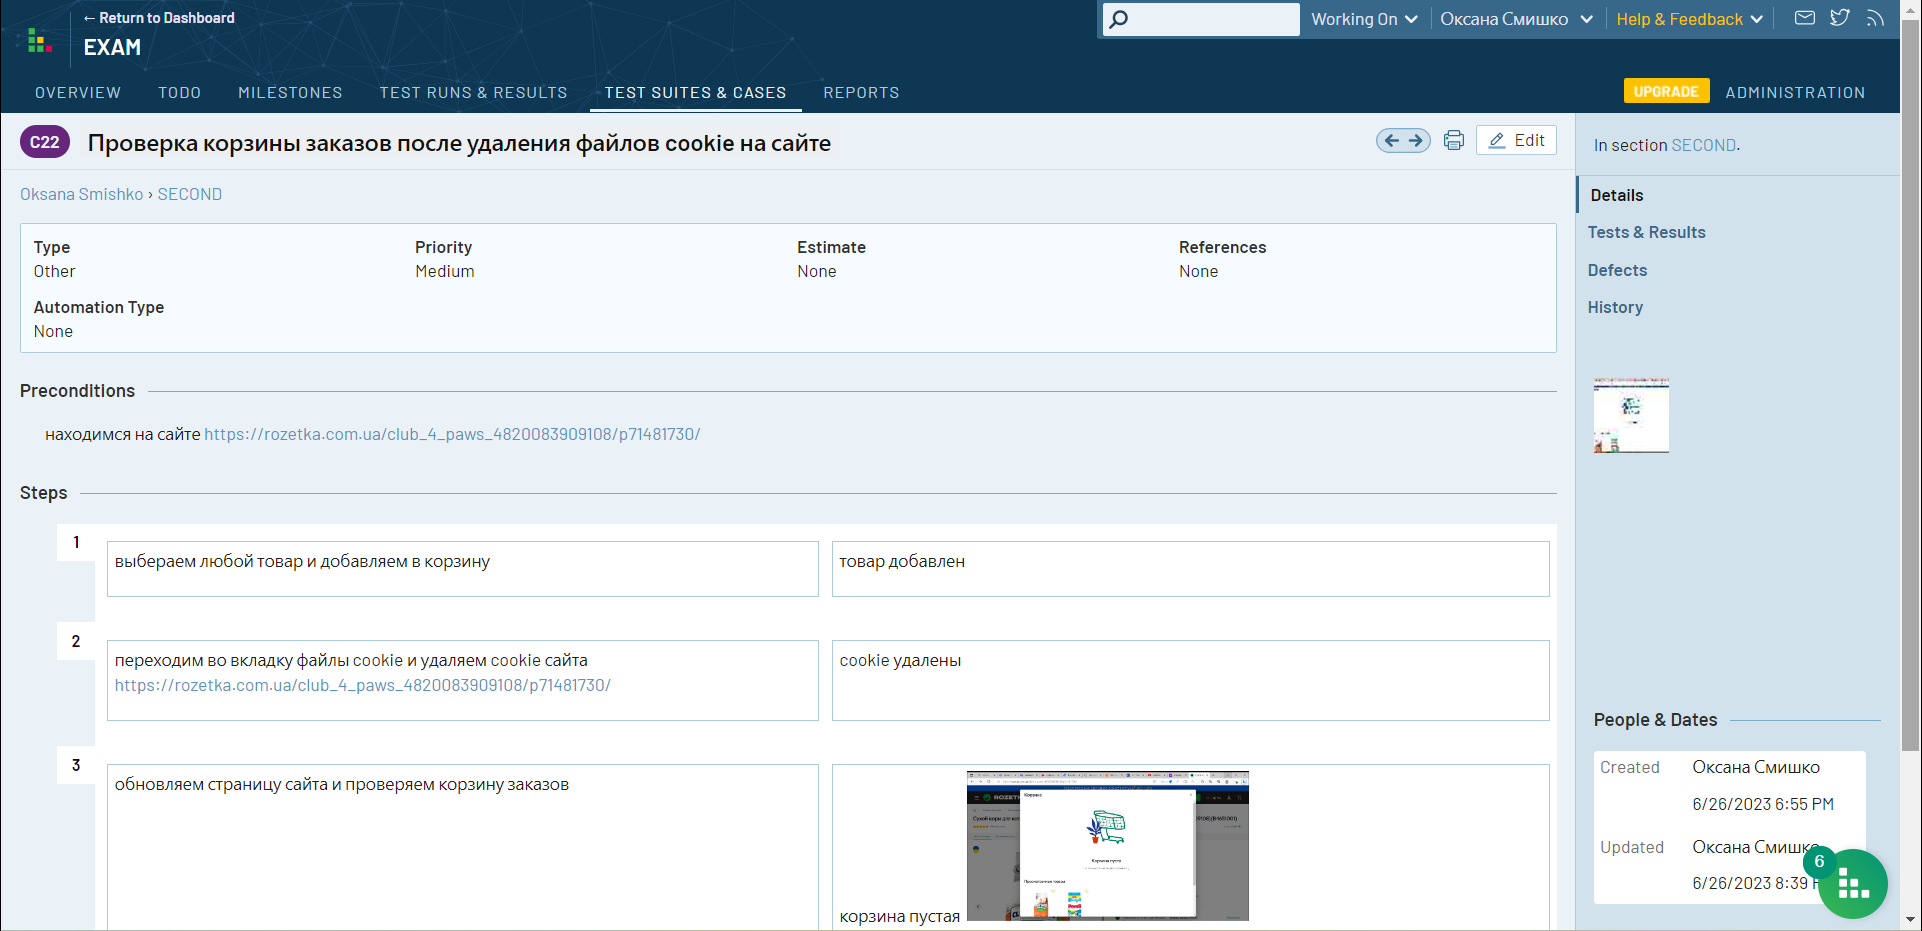 ← Return to Dashboard
EXAM
Working On
Оксана Смишко
Help & Feedback
OVERVIEW
TODO
MILESTONES
TEST RUNS & RESULTS
TEST SUITES & CASES
REPORTS
UPGRADE
ADMINISTRATION
C22
Проверка корзины заказов после удаления файлов cookie на сайте
Edit
In section SECOND.
Oksana Smishko › SECOND
Details
Tests & Results
Defects
History
Type
Other
Priority
Medium
Estimate
None
References
None
Automation Type
None
Preconditions
находимся на сайте https://rozetka.com.ua/club_4_paws_4820083909108/p71481730/
Steps
1
выбераем любой товар и добавляем в корзину
товар добавлен
2
переходим во вкладку файлы cookie и удаляем cookie сайта
https://rozetka.com.ua/club_4_paws_4820083909108/p71481730/
cookie удалены
3
обновляем страницу сайта и проверяем корзину заказов
Корзина
Корзина пуста
корзина пустая
People & Dates
Created
Оксана Смишко
6/26/2023 6:55 PM
Updated
Оксана Смишко
6/26/2023 8:39
6